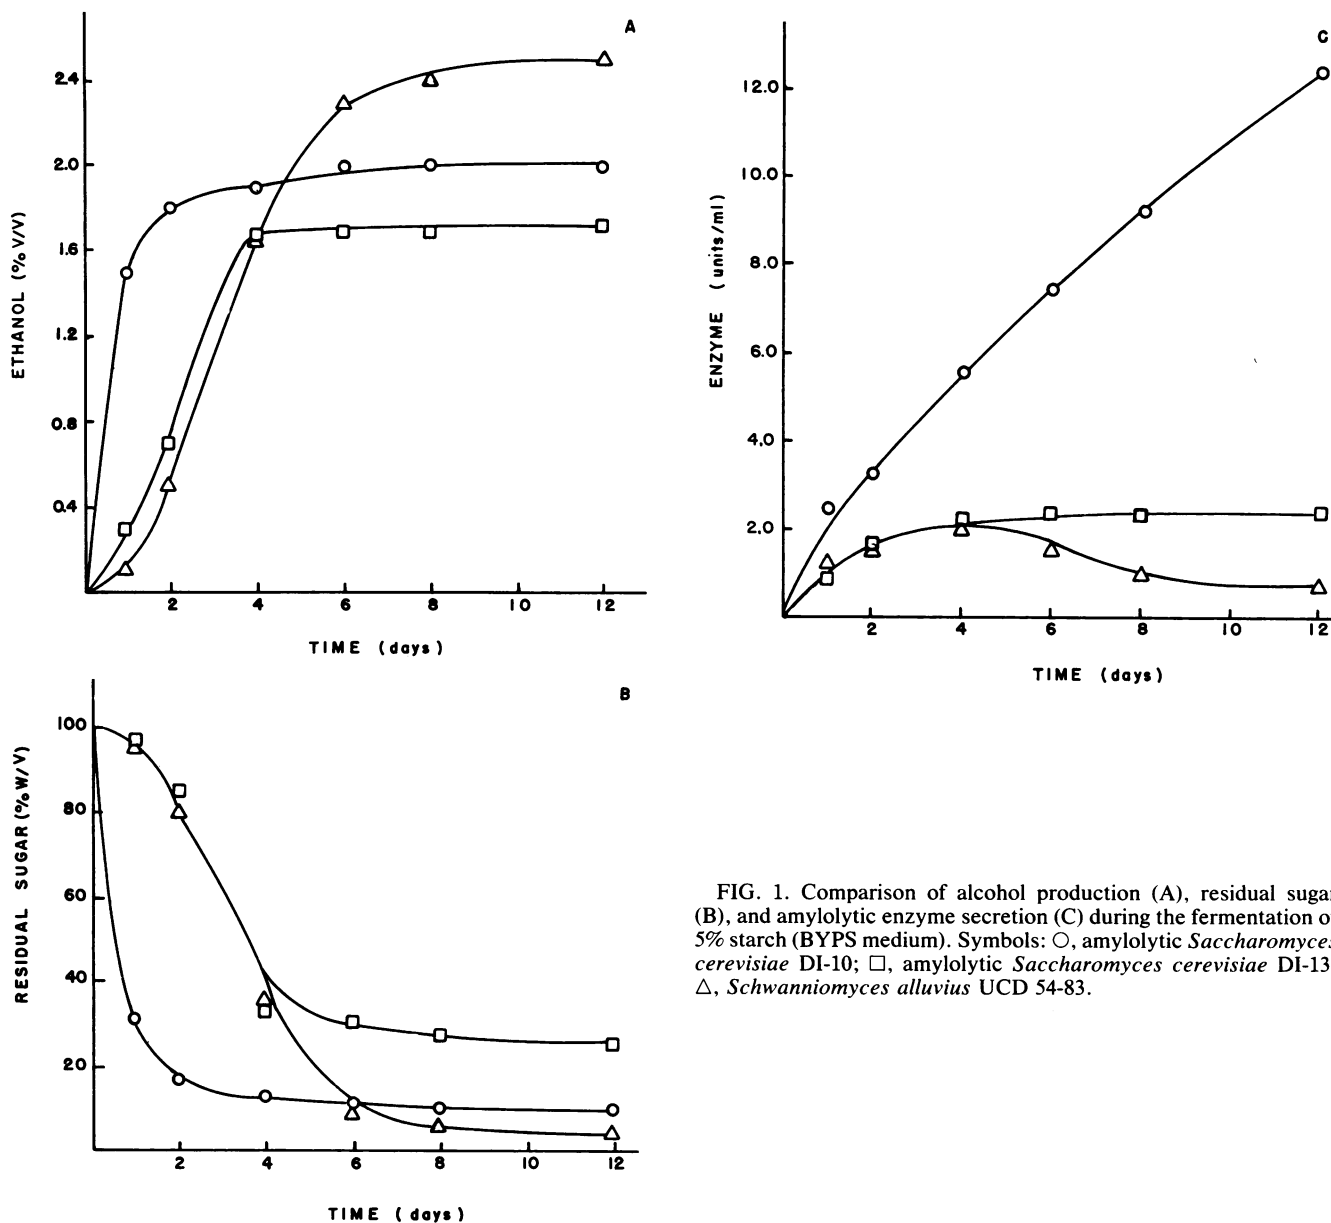 A
2.4
2.0
1.6
1.2
0.8
0.4
ETHANOL (% V/V)
2 4 6 8 10 12
TIME (days)
C
12.0
10.0
8.0
6.0
4.0
2.0
ENZYME (units/ml)
2 4 6 8 10 12
TIME (days)
B
100
80
60
40
20
RESIDUAL SUGAR (% W/V)
2 4 6 8 10 12
TIME (days)
FIG. 1. Comparison of alcohol production (A), residual sugar
(B), and amylolytic enzyme secretion (C) during the fermentation o
5% starch (BYPS medium). Symbols: ○, amylolytic Saccharomyces
cerevisiae DI-10; □, amylolytic Saccharomyces cerevisiae DI-13
△, Schwanniomyces alluvius UCD 54-83.